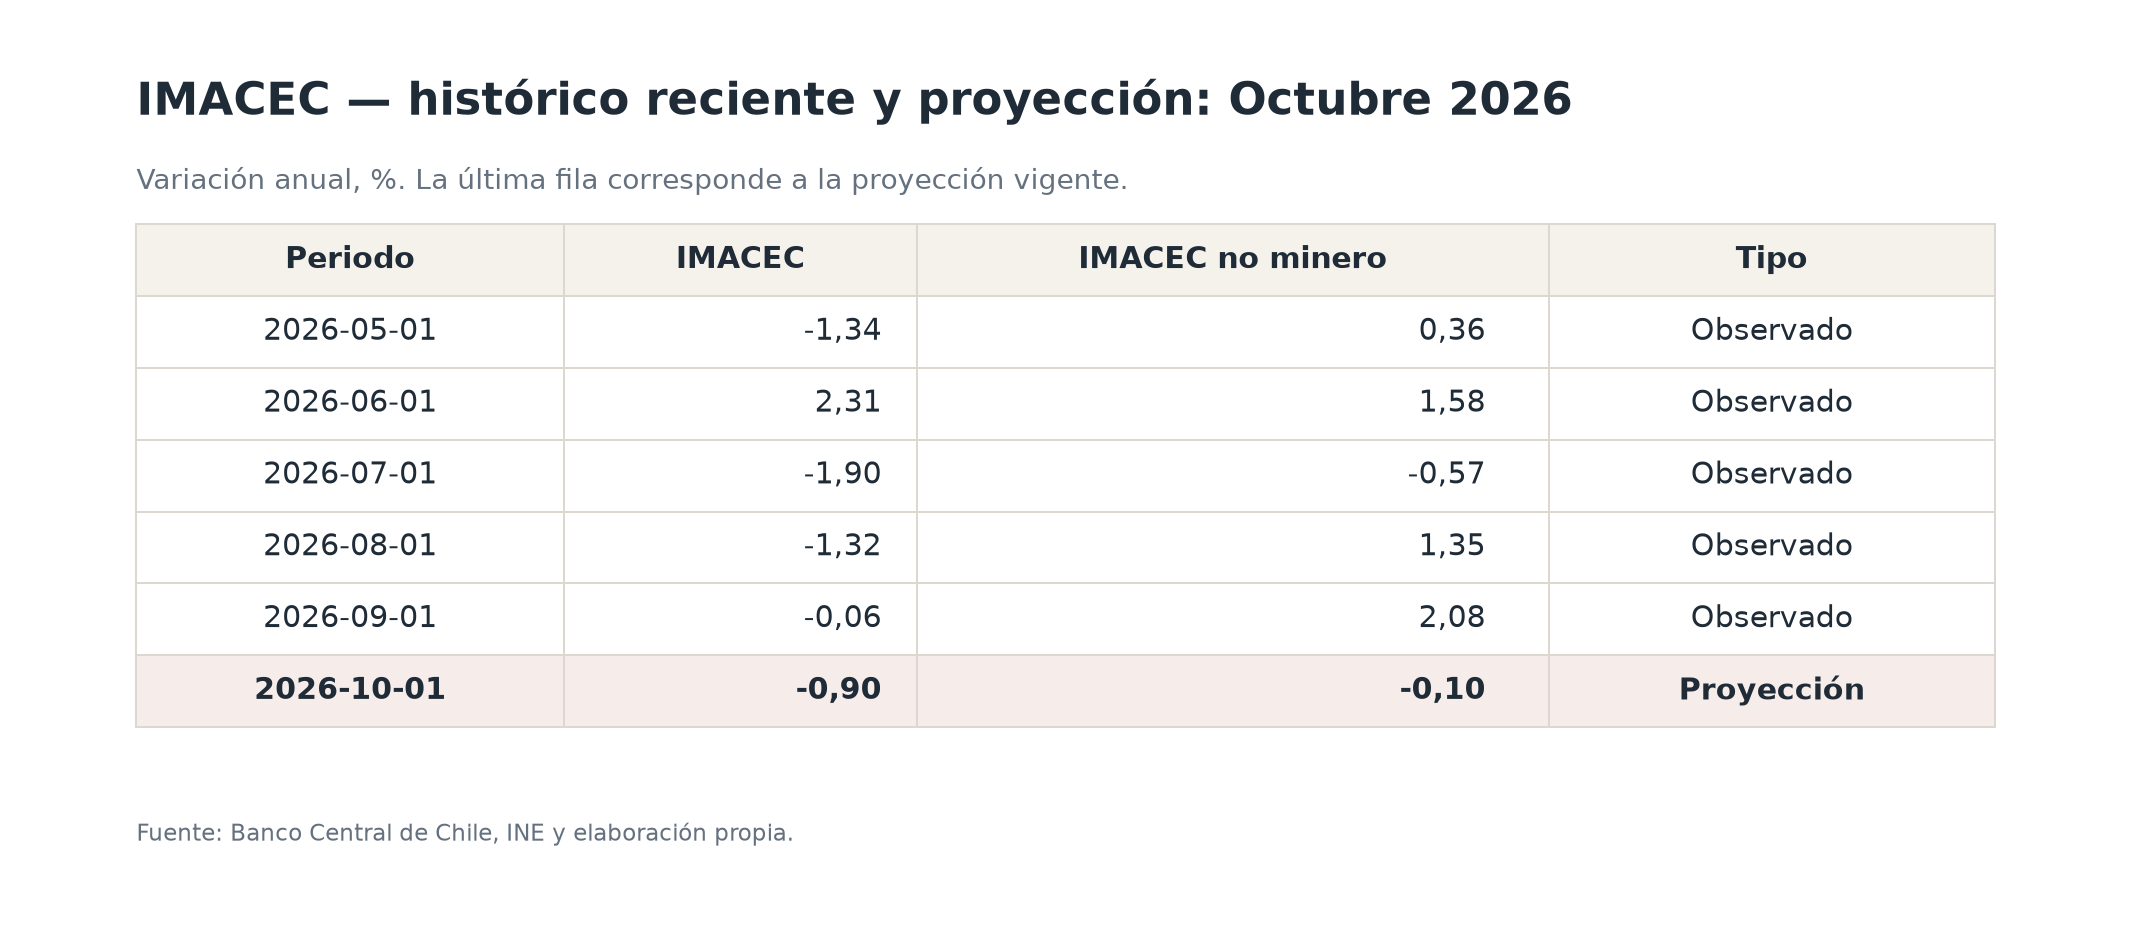 IMACEC — histórico reciente y proyección: Octubre 2026
Variación anual, %. La última fila corresponde a la proyección vigente.
Periodo IMACEC IMACEC no minero Tipo
2026-05-01 -1,34 0,36 Observado
2026-06-01 2,31 1,58 Observado
2026-07-01 -1,90 -0,57 Observado
2026-08-01 -1,32 1,35 Observado
2026-09-01 -0,06 2,08 Observado
2026-10-01 -0,90 -0,10 Proyección
Fuente: Banco Central de Chile, INE y elaboración propia.